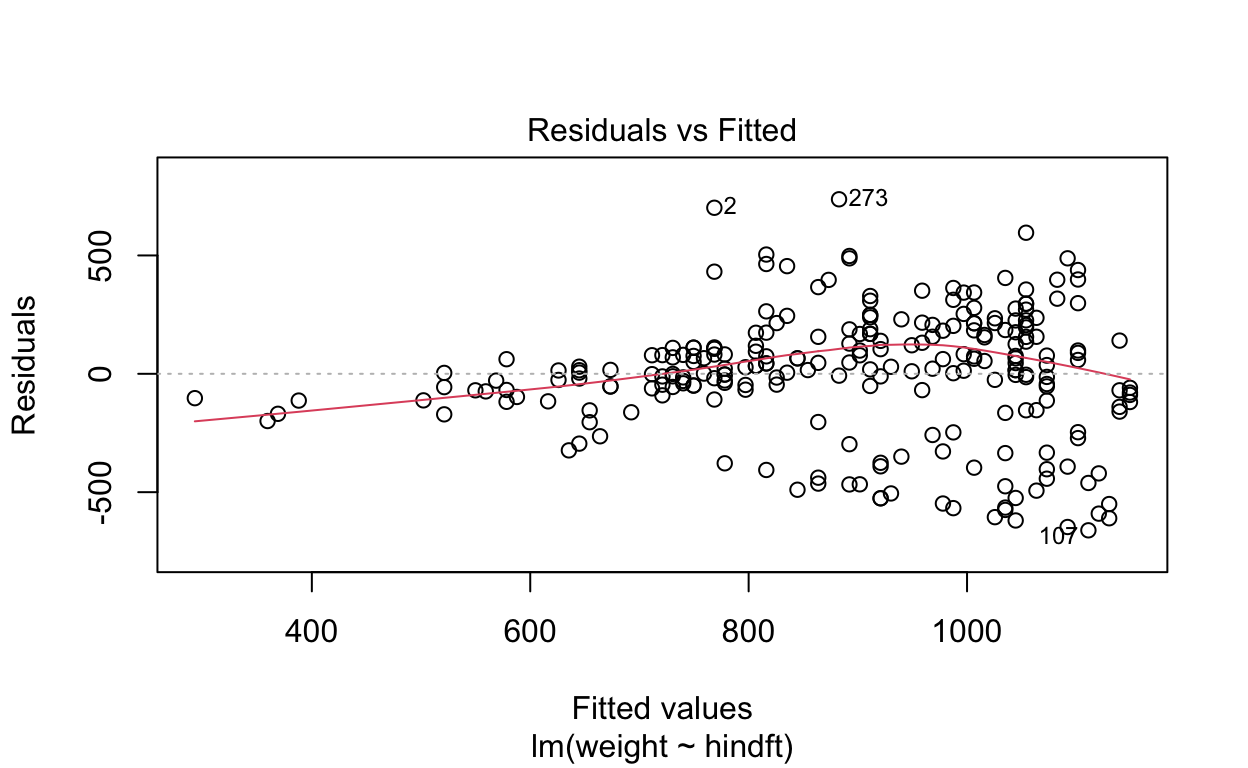 Residuals vs Fitted
Residuals
500
0
-500
2
273
107
400 600 800 1000
Fitted values
lm(weight ~ hindft)